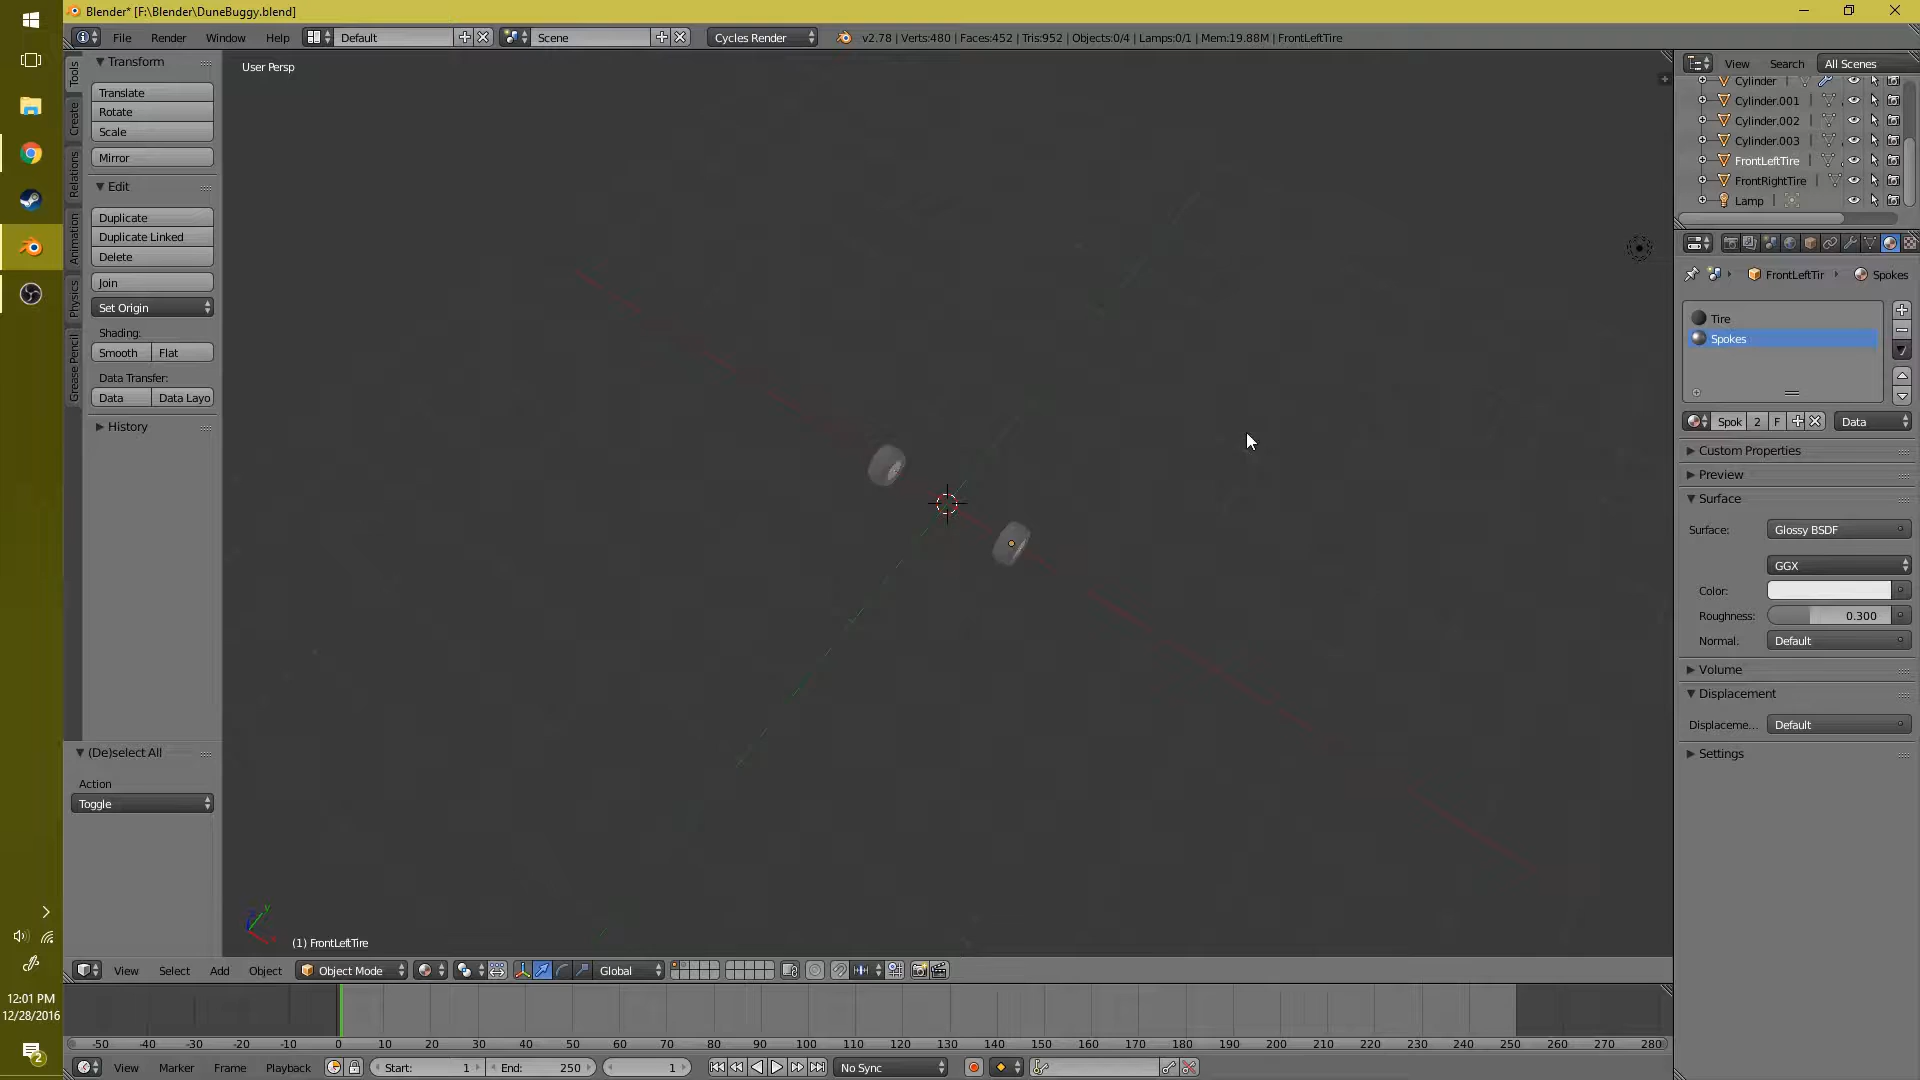 Blender* [F:\Blender\DuneBuggy.blend]
File Render Window Help Default Scene Cycles Render v2.78 | Verts:480 | Faces:452 | Tris:952 | Objects:0/4 | Lamps:0/1 | Mem:19.88M | FrontLeftTire
Tools
Create
Relations
Animation
Physics
Grease Pencil
Transform
Translate
Rotate
Scale
Mirror
Edit
Duplicate
Duplicate Linked
Delete
Join
Set Origin
Shading:
Smooth Flat
Data Transfer:
Data Data Layo
History
(De)select All
Action
Toggle
User Persp
(1) FrontLeftTire
View Search All Scenes
Cylinder
Cylinder.001
Cylinder.002
Cylinder.003
FrontLeftTire
FrontRightTire
Lamp
FrontLeftTir Spokes
Tire
Spokes
Spok 2 F Data
Custom Properties
Preview
Surface
Surface: Glossy BSDF
GGX
Color:
Roughness: 0.300
Normal: Default
Volume
Displacement
Displaceme... Default
Settings
View Select Add Object Object Mode Global
-50 -40 -30 -20 -10 0 10 20 30 40 50 60 70 80 90 100 110 120 130 140 150 160 170 180 190 200 210 220 230 240 250 260 270 280
View Marker Frame Playback Start: 1 End: 250 1 No Sync
12:01 PM
12/28/2016
2